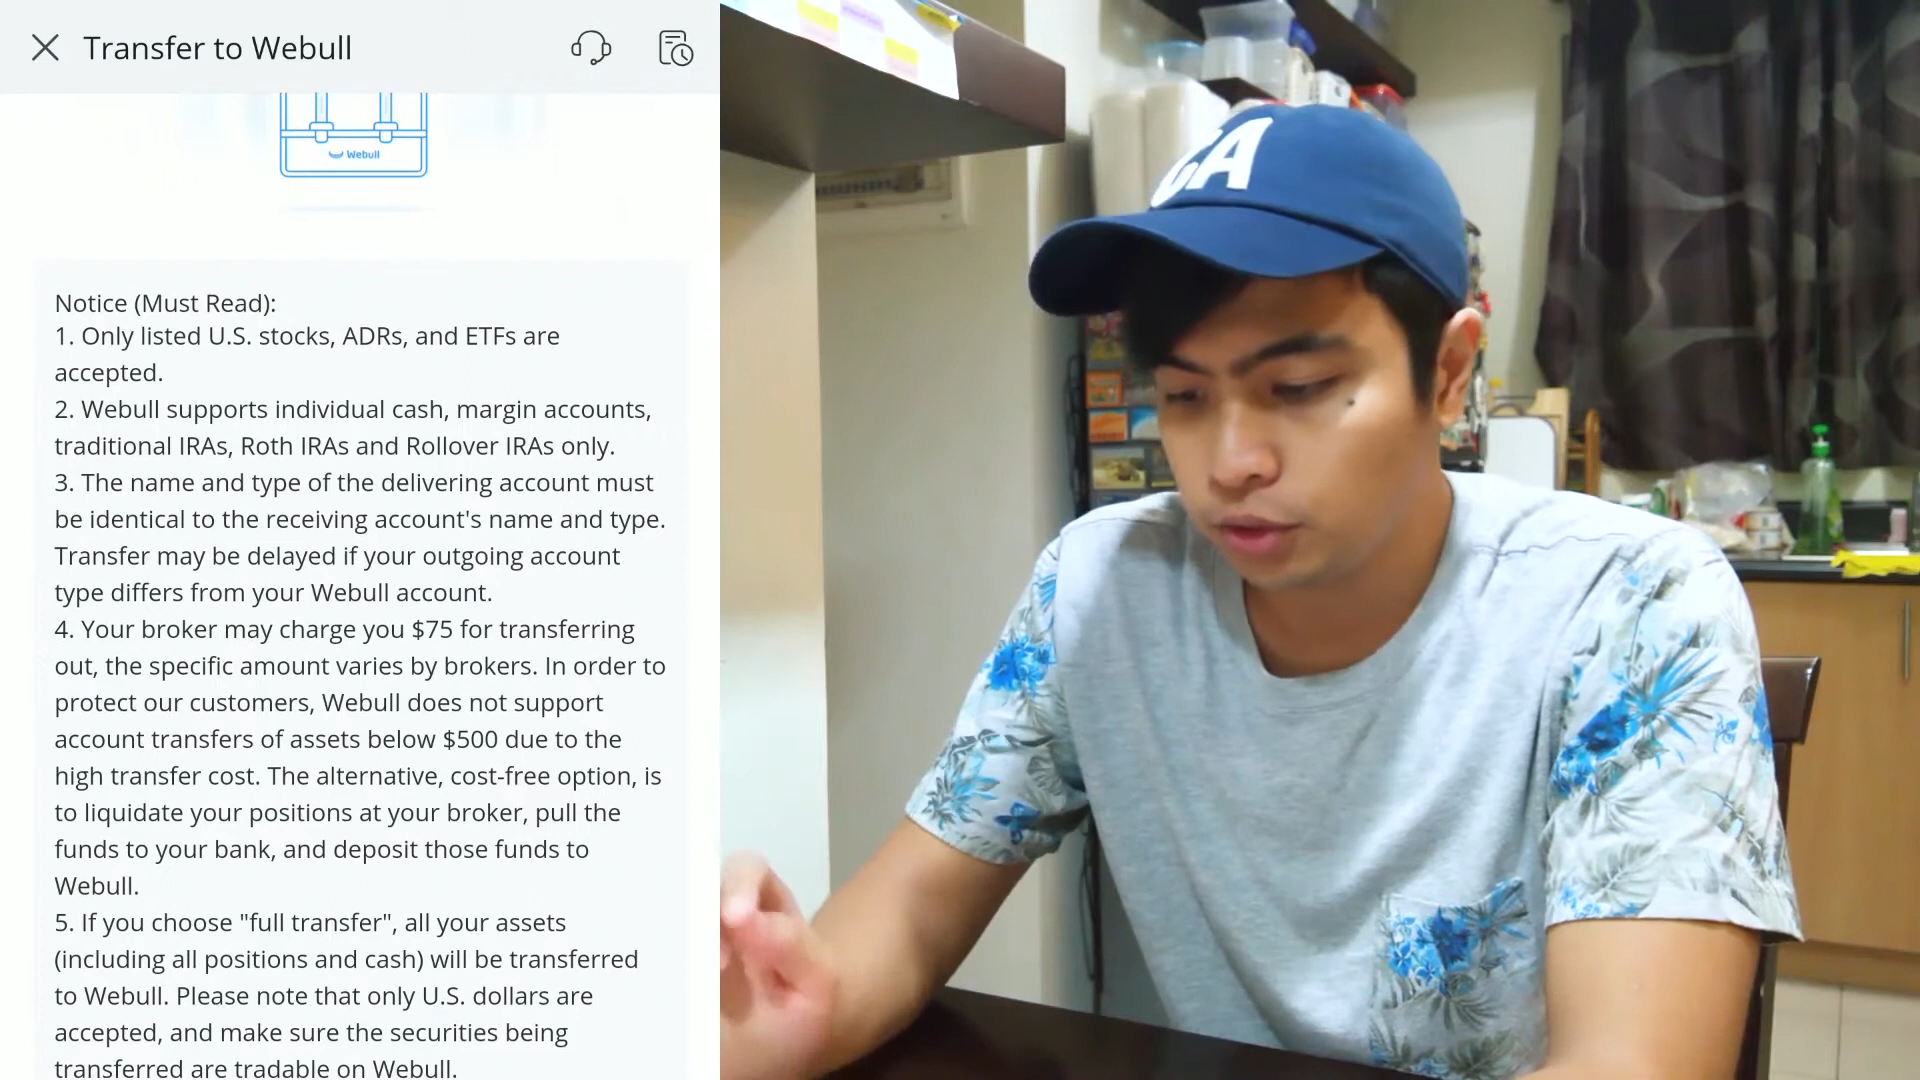 Transfer to Webull
Webull
Notice (Must Read):
1. Only listed U.S. stocks, ADRs, and ETFs are
accepted.
2. Webull supports individual cash, margin accounts,
traditional IRAs, Roth IRAs and Rollover IRAs only.
3. The name and type of the delivering account must
be identical to the receiving account's name and type.
Transfer may be delayed if your outgoing account
type differs from your Webull account.
4. Your broker may charge you $75 for transferring
out, the specific amount varies by brokers. In order to
protect our customers, Webull does not support
account transfers of assets below $500 due to the
high transfer cost. The alternative, cost-free option, is
to liquidate your positions at your broker, pull the
funds to your bank, and deposit those funds to
Webull.
5. If you choose "full transfer", all your assets
(including all positions and cash) will be transferred
to Webull. Please note that only U.S. dollars are
accepted, and make sure the securities being
transferred are tradable on Webull.
CA